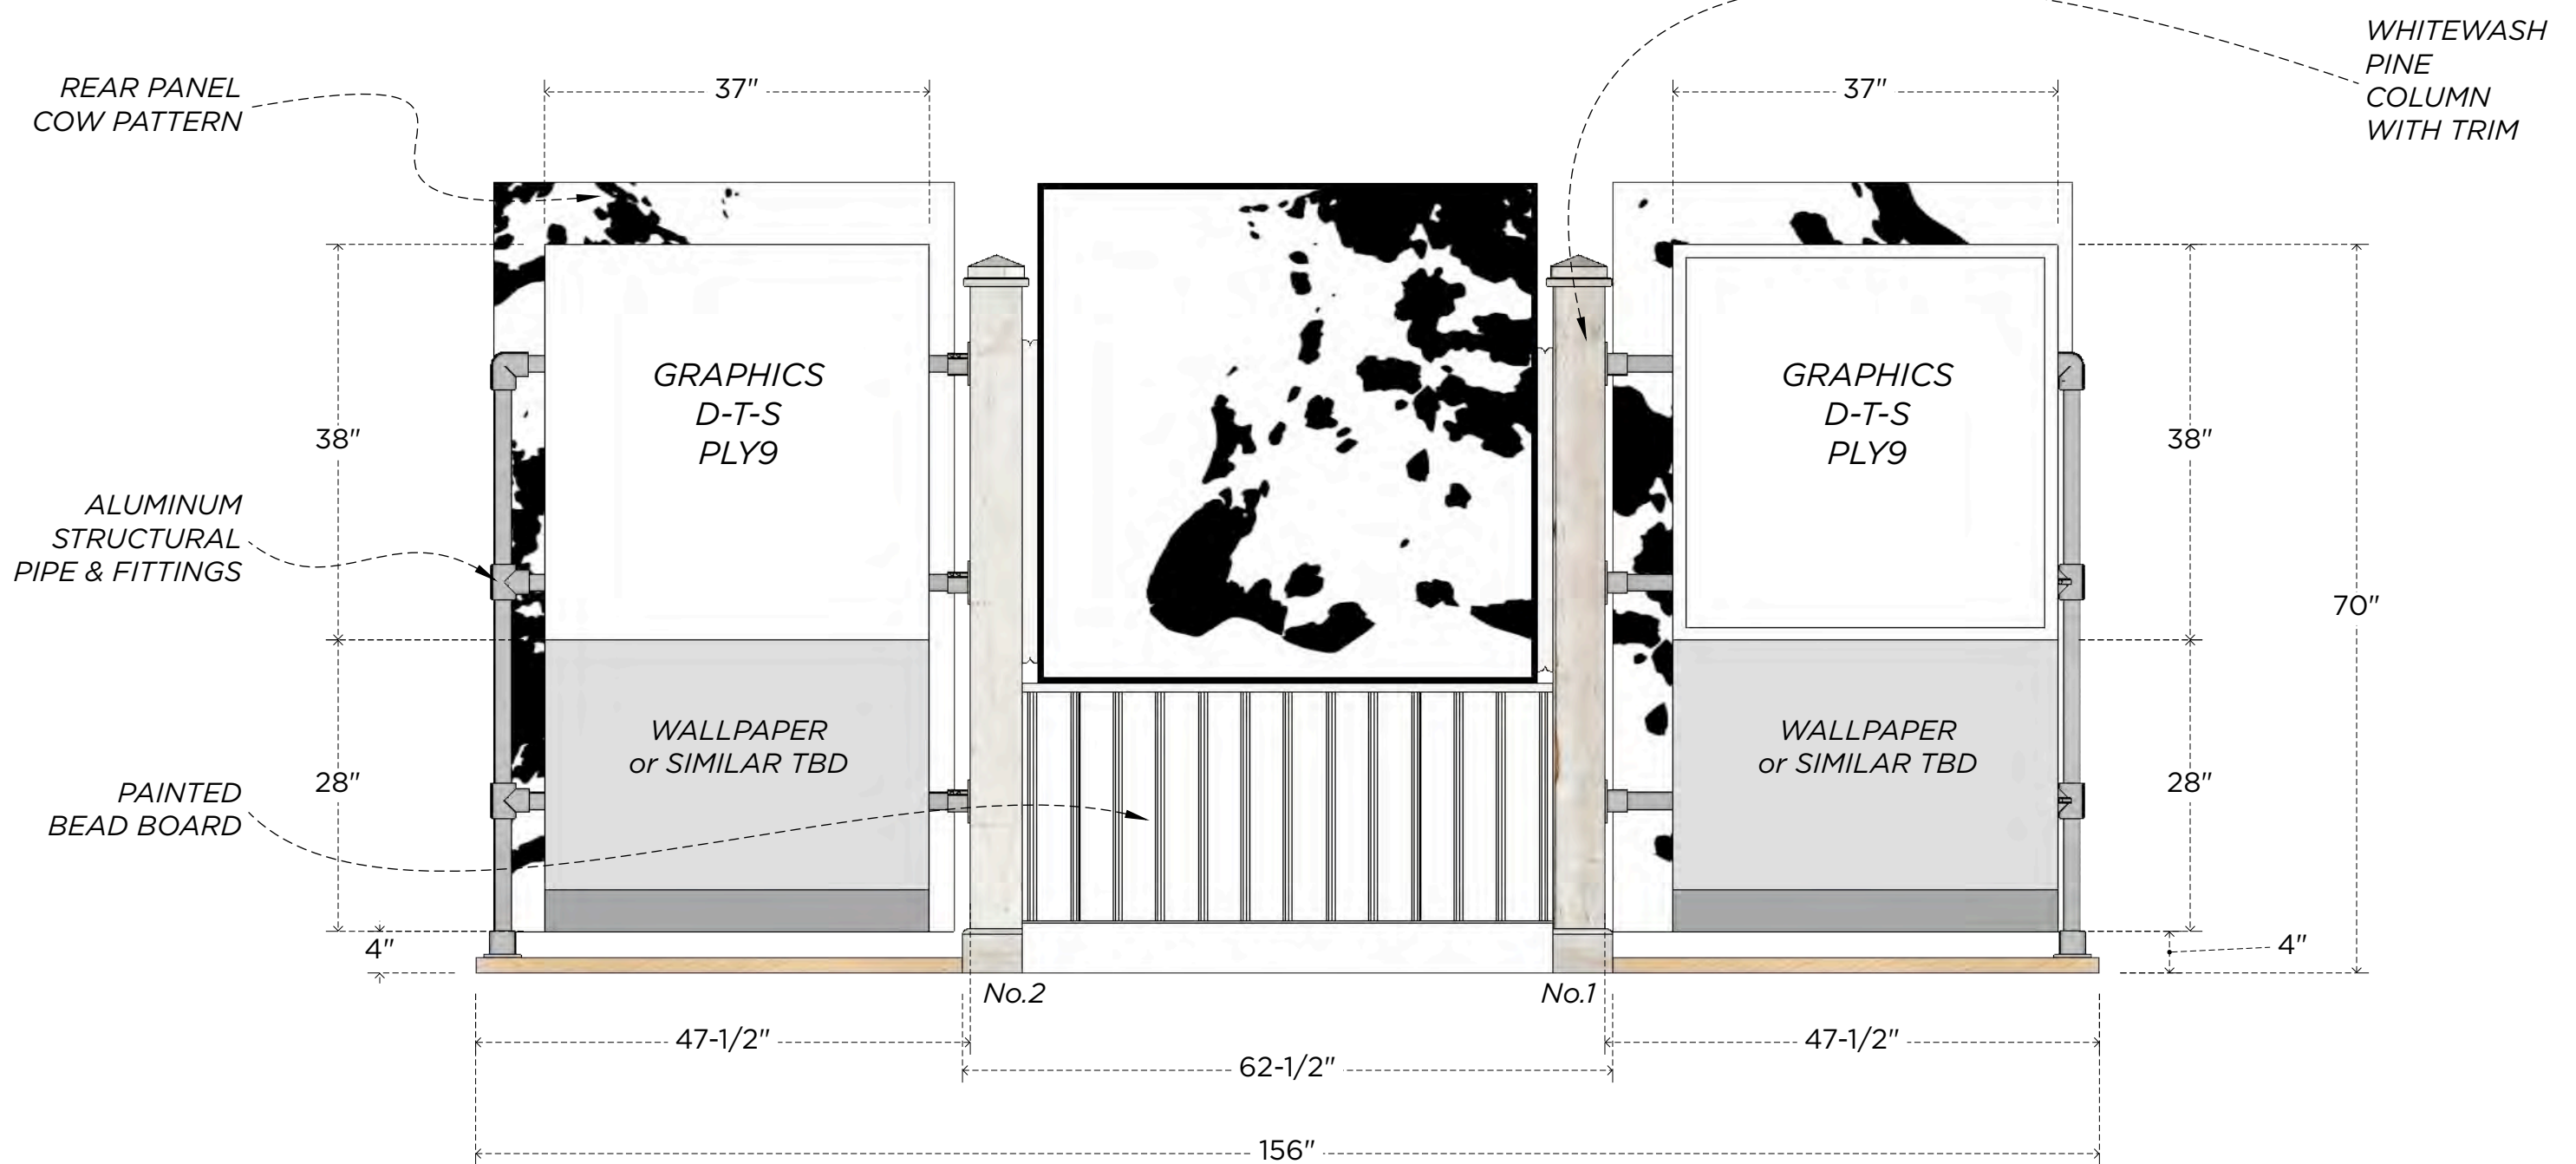 WHITEWASH
PINE
COLUMN
WITH TRIM
REAR PANEL
COW PATTERN
37"
37"
GRAPHICS
D-T-S
PLY9
GRAPHICS
D-T-S
PLY9
38"
38"
ALUMINUM
STRUCTURAL
PIPE & FITTINGS
70"
WALLPAPER
or SIMILAR TBD
WALLPAPER
or SIMILAR TBD
28"
28"
PAINTED
BEAD BOARD
4"
4"
No.2
No.1
47-1/2"
47-1/2"
62-1/2"
156"